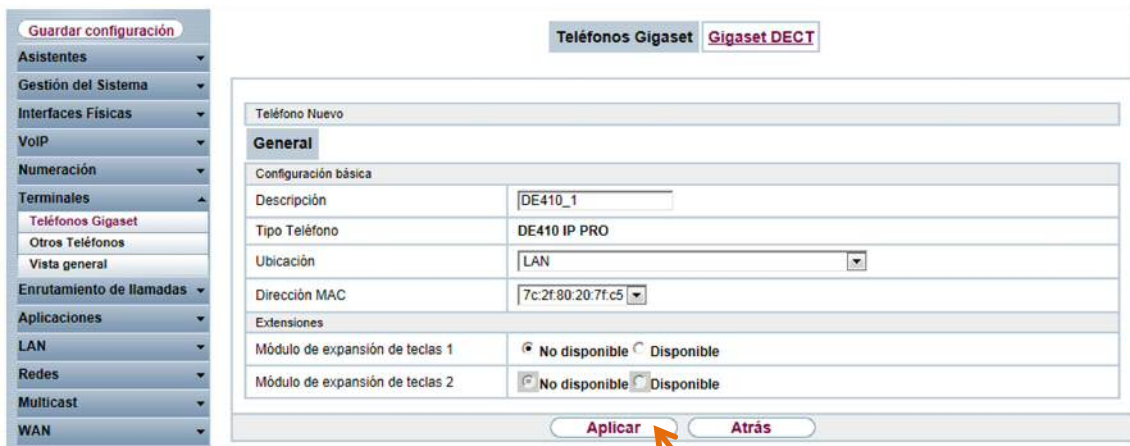 Guardar configuración
Asistentes
Gestión del Sistema
Interfaces Físicas
VoIP
Numeración
Terminales
Teléfonos Gigaset
Otros Teléfonos
Vista general
Enrutamiento de llamadas
Aplicaciones
LAN
Redes
Multicast
WAN
Teléfonos Gigaset Gigaset DECT
Teléfono Nuevo
General
Configuración básica
Descripción DE410_1
Tipo Teléfono DE410 IP PRO
Ubicación LAN
Dirección MAC 7c:2f:80:20:7f:c5
Extensiones
Módulo de expansión de teclas 1 No disponible Disponible
Módulo de expansión de teclas 2 No disponible Disponible
Aplicar Atrás